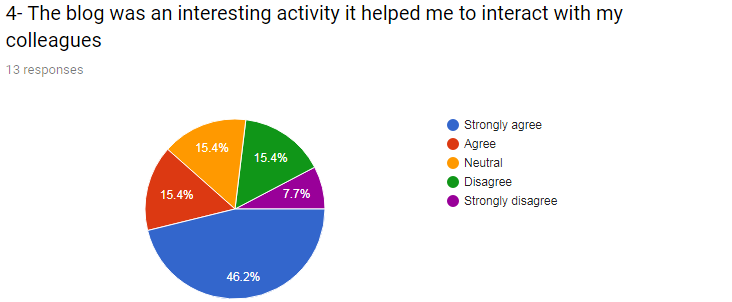 4- The blog was an interesting activity it helped me to interact with my
colleagues
13 responses
15.4%
15.4%
15.4%
7.7%
46.2%
Strongly agree
Agree
Neutral
Disagree
Strongly disagree